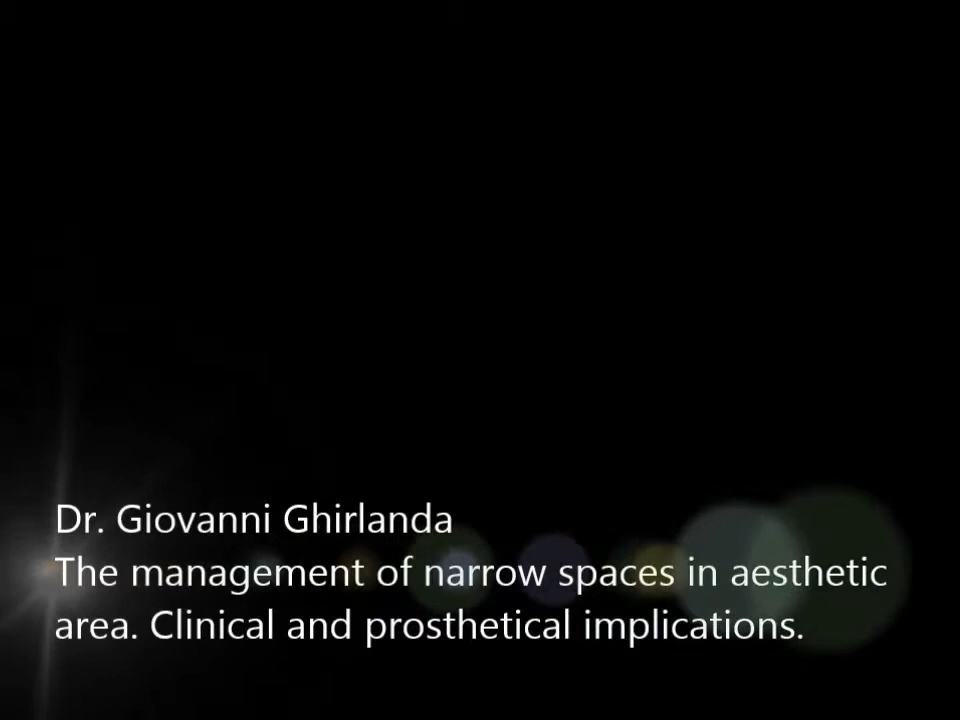 Dr. Giovanni Ghirlanda
The management of narrow spaces in aesthetic
area. Clinical and prosthetical implications.